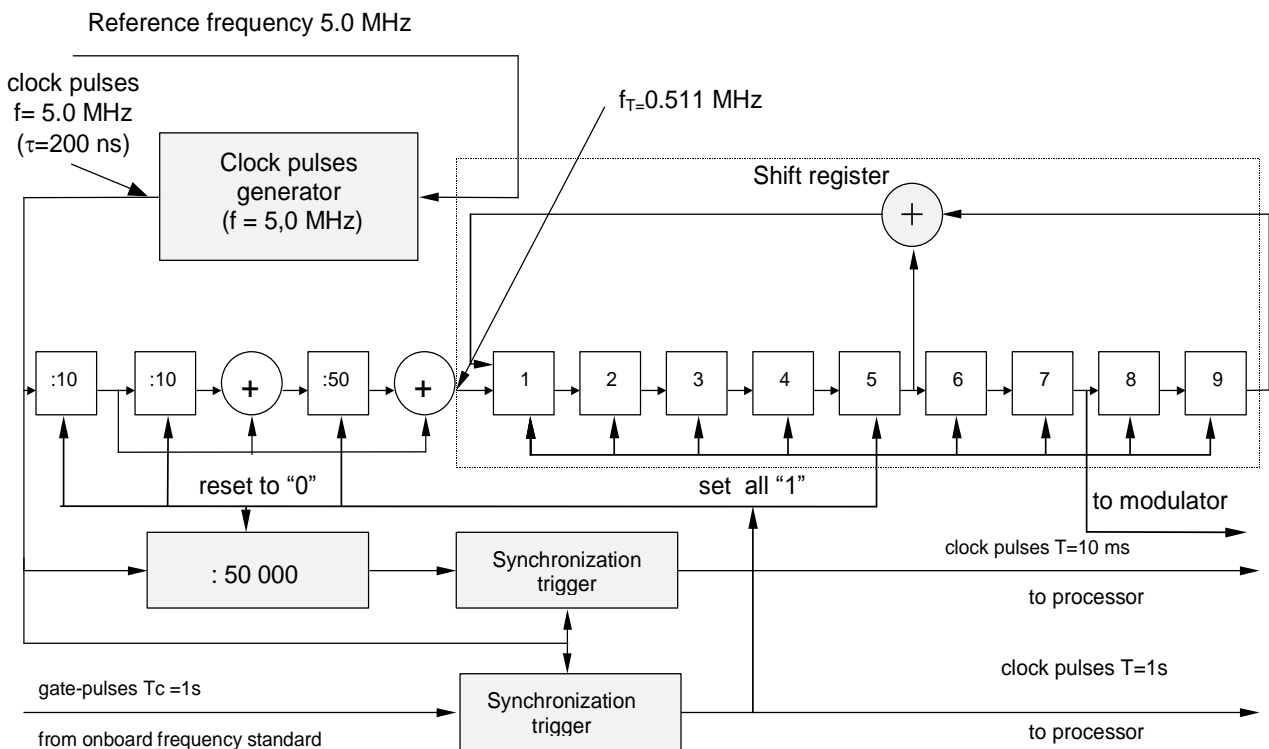 Reference frequency 5.0 MHz
clock pulses
f= 5.0 MHz
(τ=200 ns)
Clock pulses
generator
(f = 5,0 MHz)
fT=0.511 MHz
Shift register
+
:10
:10
+
:50
+
1
2
3
4
5
6
7
8
9
reset to “0”
set all “1”
to modulator
: 50 000
Synchronization
trigger
clock pulses T=10 ms
to processor
gate-pulses Tc =1s
from onboard frequency standard
Synchronization
trigger
clock pulses T=1s
to processor